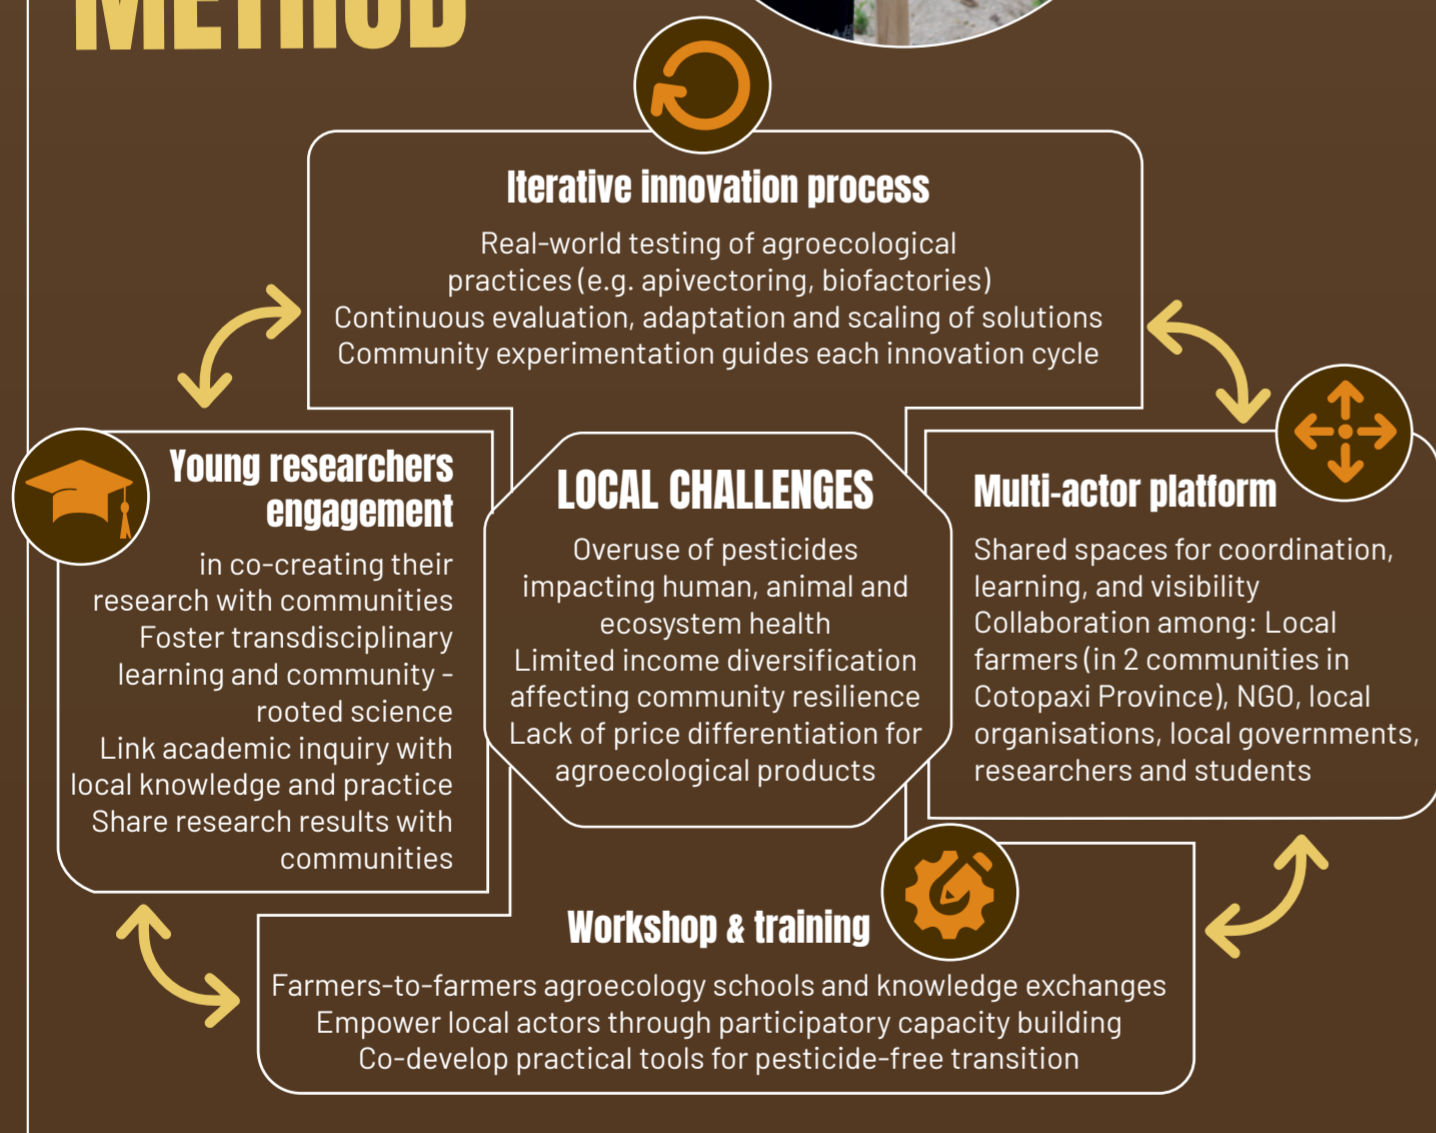 METHOD
Iterative innovation process
Real-world testing of agroecological
practices (e.g. apivectoring, biofactories)
Continuous evaluation, adaptation and scaling of solutions
Community experimentation guides each innovation cycle
Young researchers
engagement
in co-creating their
research with communities
Foster transdisciplinary
learning and community -
rooted science
Link academic inquiry with
local knowledge and practice
Share research results with
communities
LOCAL CHALLENGES
Overuse of pesticides
impacting human, animal and
ecosystem health
Limited income diversification
affecting community resilience
Lack of price differentiation for
agroecological products
Multi-actor platform
Shared spaces for coordination,
learning, and visibility
Collaboration among: Local
farmers (in 2 communities in
Cotopaxi Province), NGO, local
organisations, local governments,
researchers and students
Workshop & training
Farmers-to-farmers agroecology schools and knowledge exchanges
Empower local actors through participatory capacity building
Co-develop practical tools for pesticide-free transition